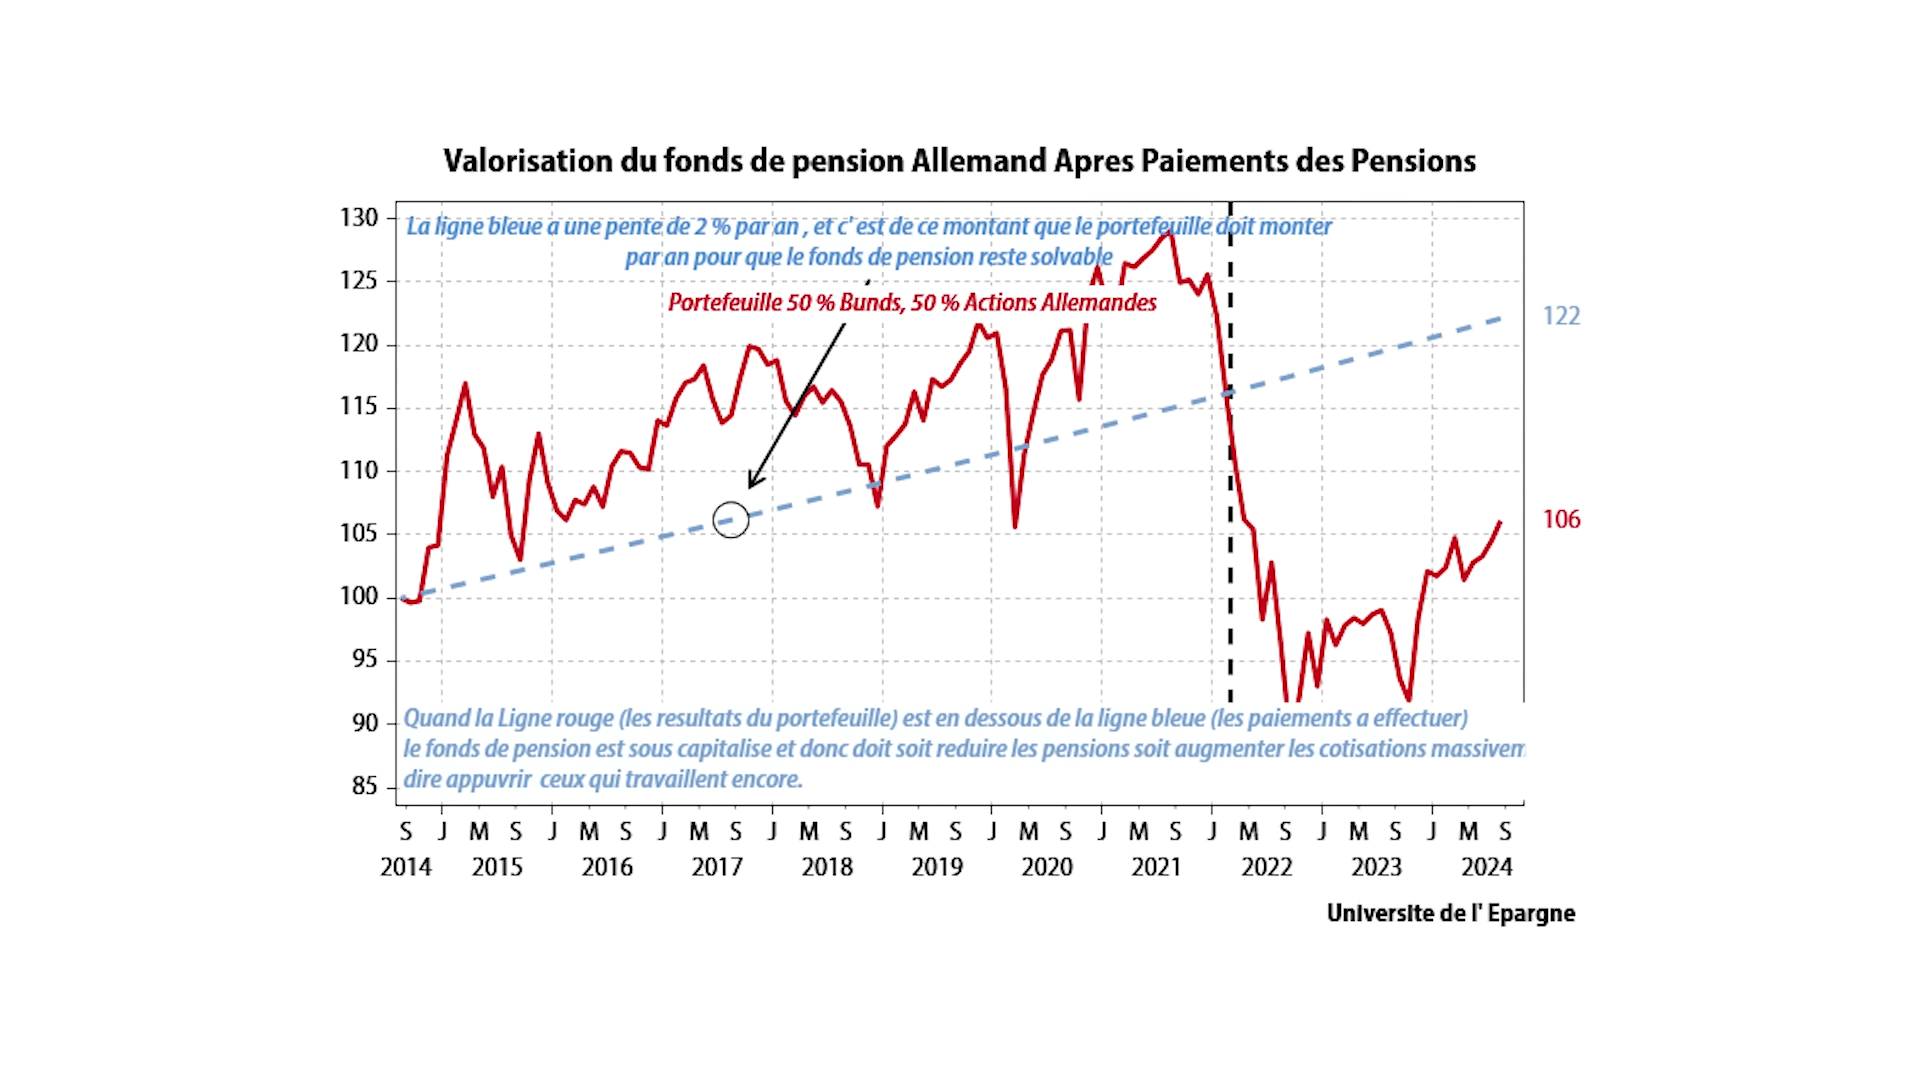 Valorisation du fonds de pension Allemand Apres Paiements des Pensions
130
125
120
115
110
105
100
95
90
85
La ligne bleue a une pente de 2 % par an , et c' est de ce montant que le portefeuille doit monter
par an pour que le fonds de pension reste solvable
Portefeuille 50 % Bunds, 50 % Actions Allemandes
122
106
Quand la Ligne rouge (les resultats du portefeuille) est en dessous de la ligne bleue (les paiements a effectuer)
le fonds de pension est sous capitalise et donc doit soit reduire les pensions soit augmenter les cotisations massivem
dire appuvrir ceux qui travaillent encore.
S J M S J M S J M S J M S J M S J M S J M S J M S J M S J M S
2014 2015 2016 2017 2018 2019 2020 2021 2022 2023 2024
Universite de l' Epargne